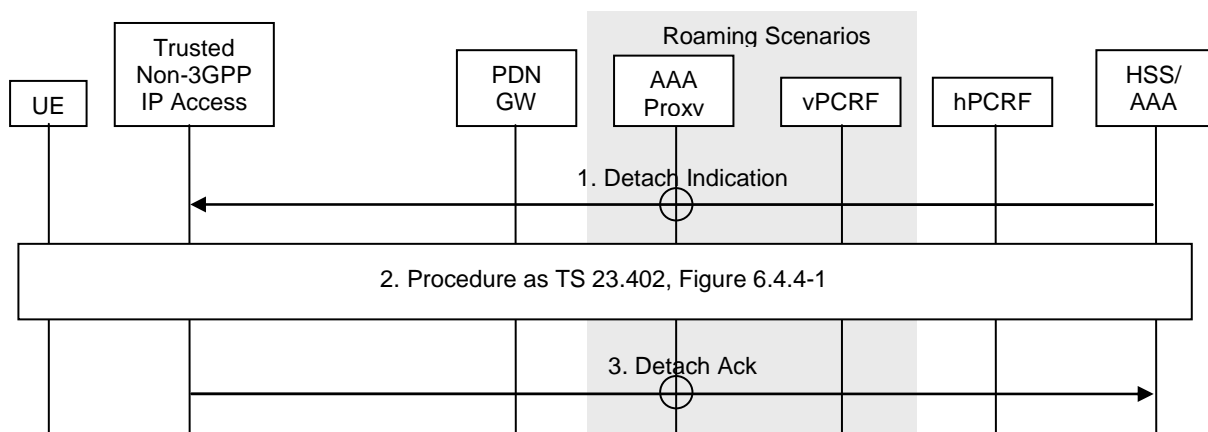 Roaming Scenarios
UE
Trusted
Non-3GPP
IP Access
PDN
GW
AAA
Proxy
vPCRF
hPCRF
HSS/
AAA
1. Detach Indication
2. Procedure as TS 23.402, Figure 6.4.4-1
3. Detach Ack